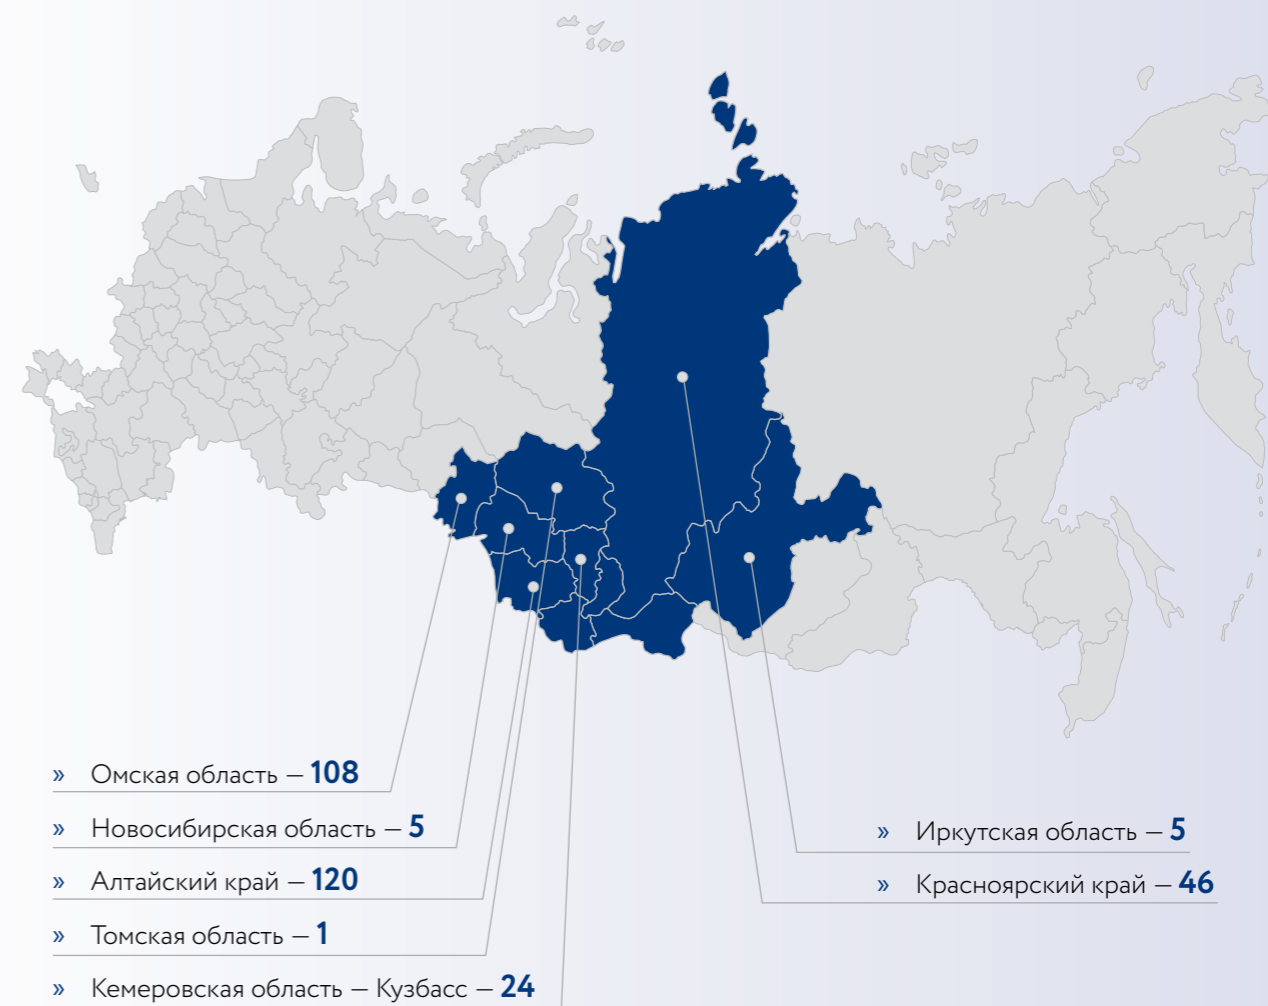 » Омская область — 108
» Новосибирская область — 5
» Алтайский край — 120
» Томская область — 1
» Кемеровская область — Кузбасс — 24
» Иркутская область — 5
» Красноярский край — 46